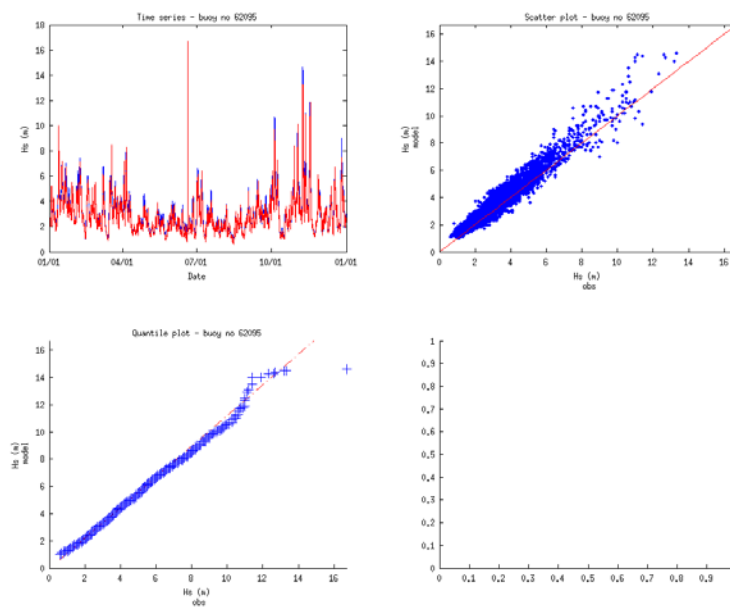 Time series - buoy no 62095
18
16
14
12
10
8
6
4
2
0
Hs (m)
01/01 04/01 07/01 10/01 01/01
Date
Scatter plot - buoy no 62095
16
14
12
10
8
6
4
2
0
Hs (m)
model
0 2 4 6 8 10 12 14 16
Hs (m)
obs
Quantile plot - buoy no 62095
16
14
12
10
8
6
4
2
0
Hs (m)
model
0 2 4 6 8 10 12 14 16
Hs (m)
obs
1
0.9
0.8
0.7
0.6
0.5
0.4
0.3
0.2
0.1
0
0 0.1 0.2 0.3 0.4 0.5 0.6 0.7 0.8 0.9